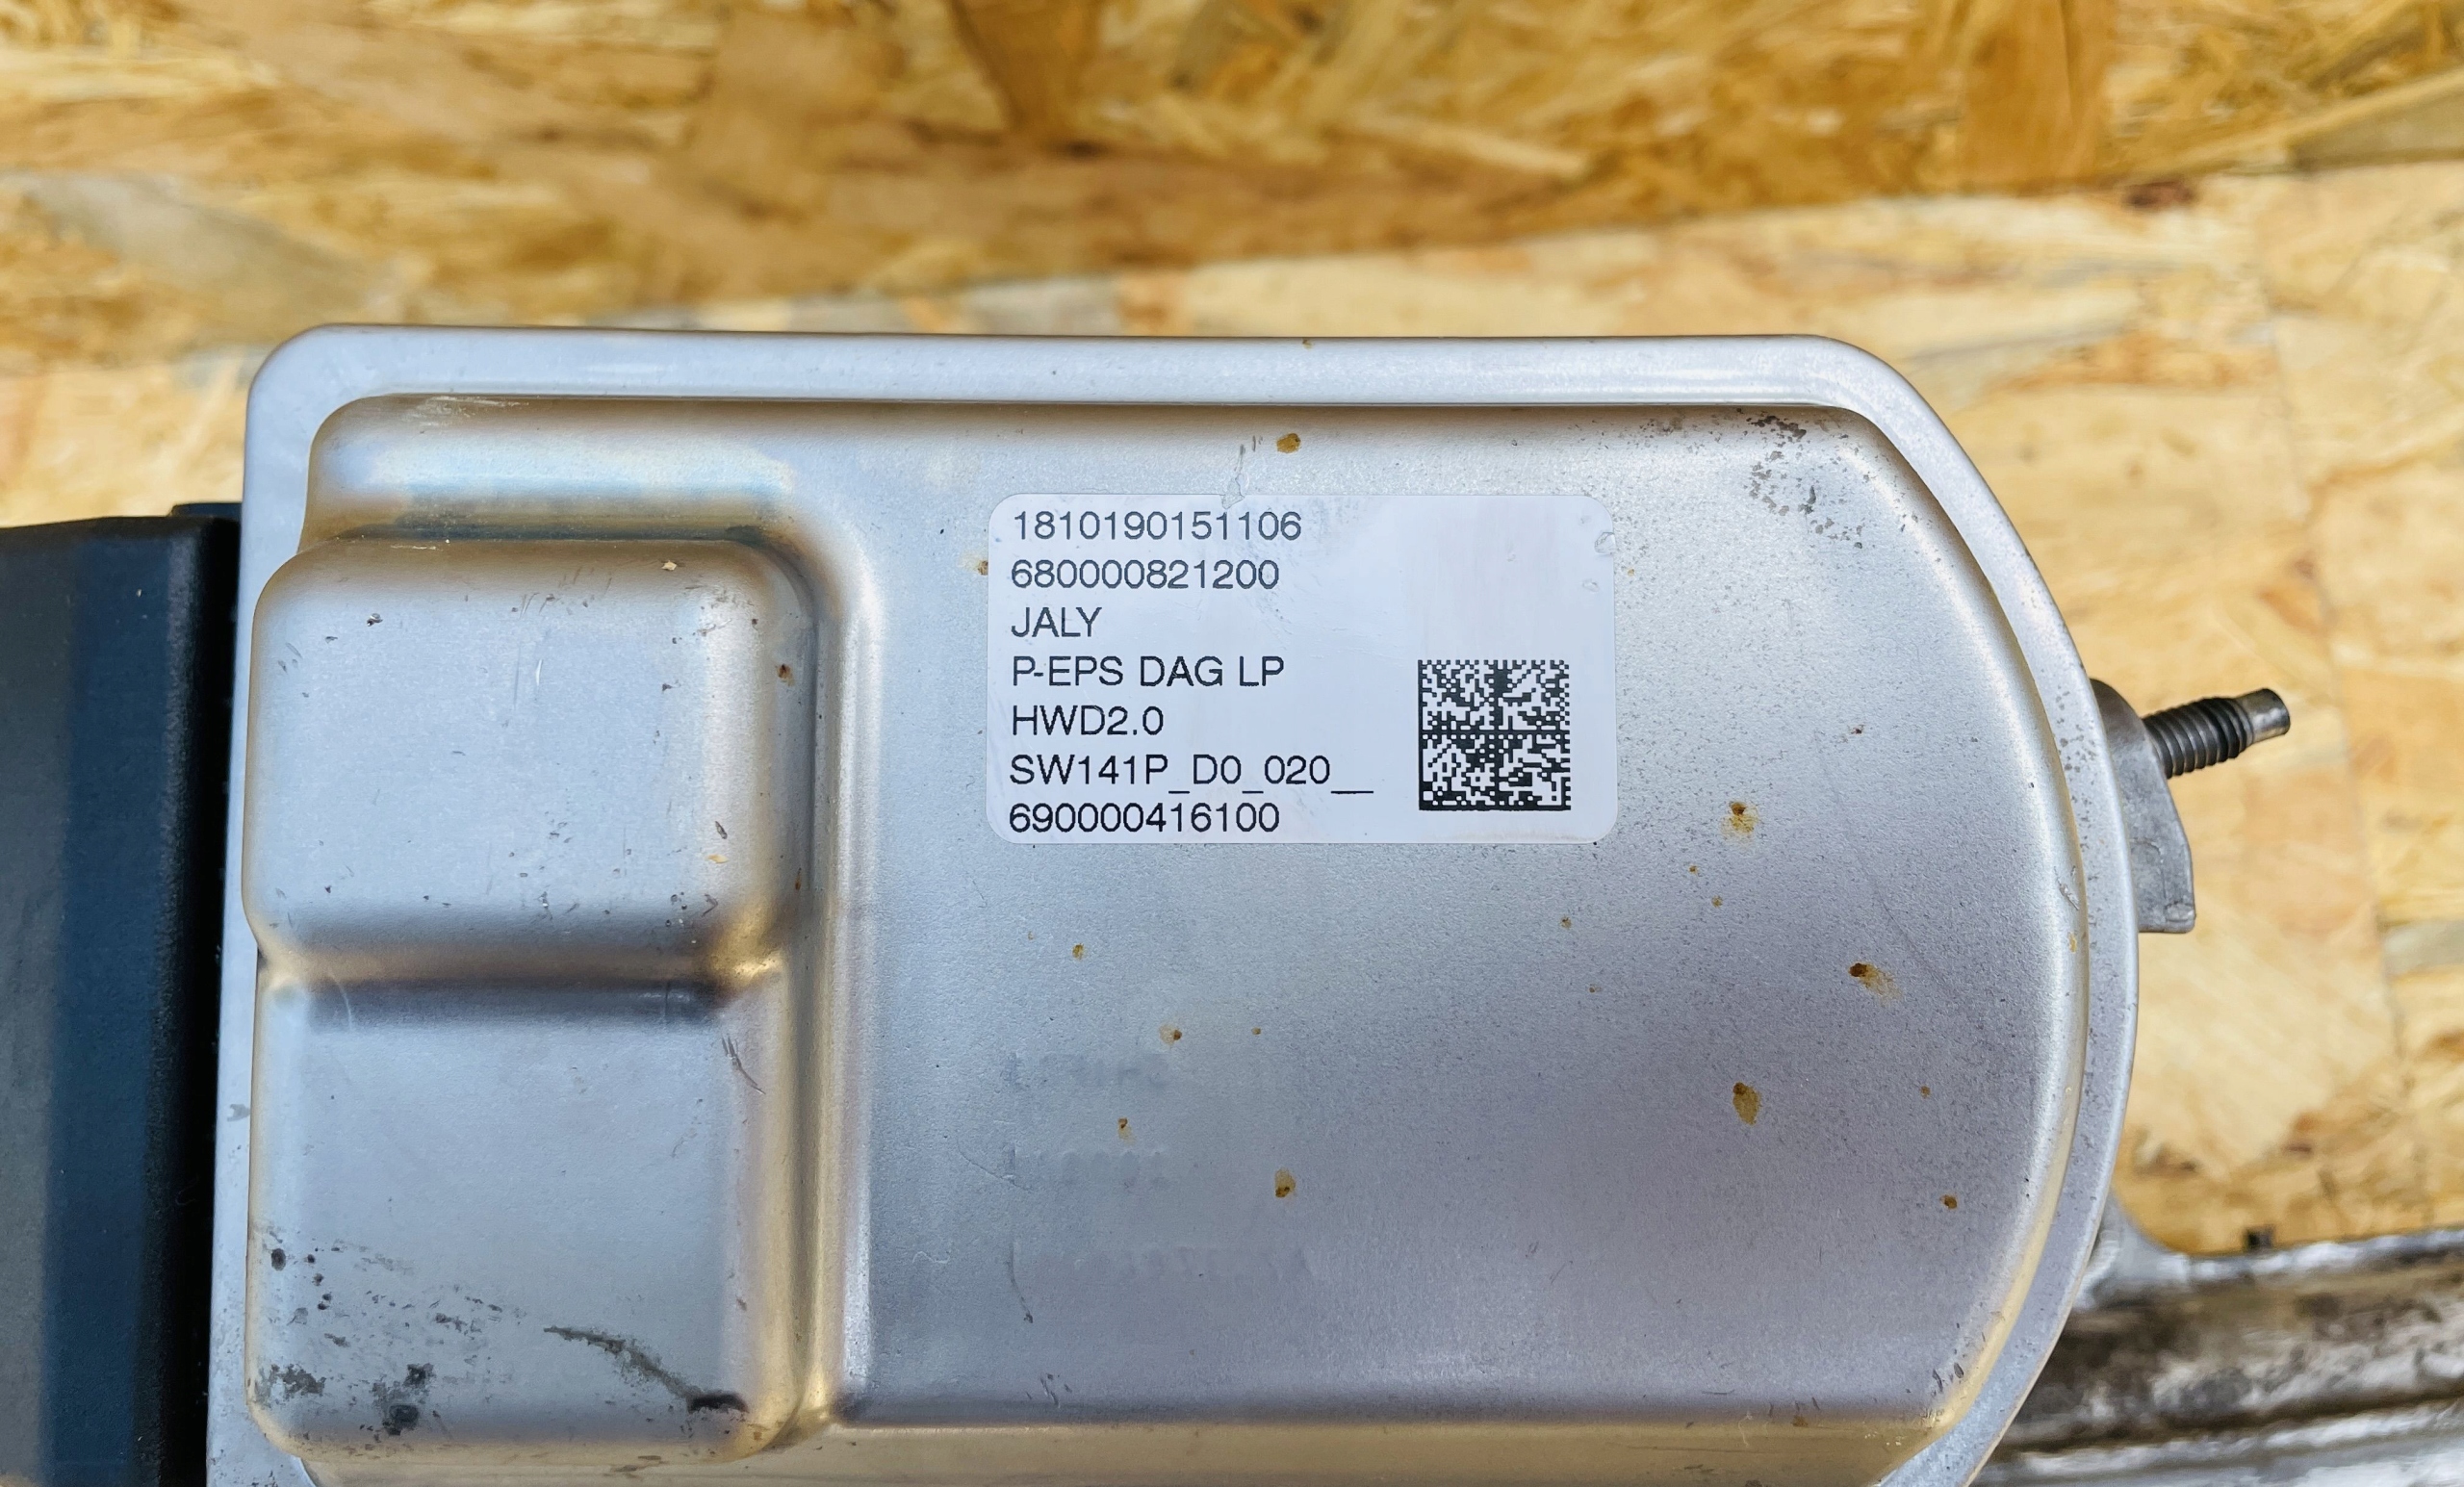 1810190151106
680000821200
JALY
P-EPS DAG LP
HWD2.0
SW141P_D0_020__
690000416100